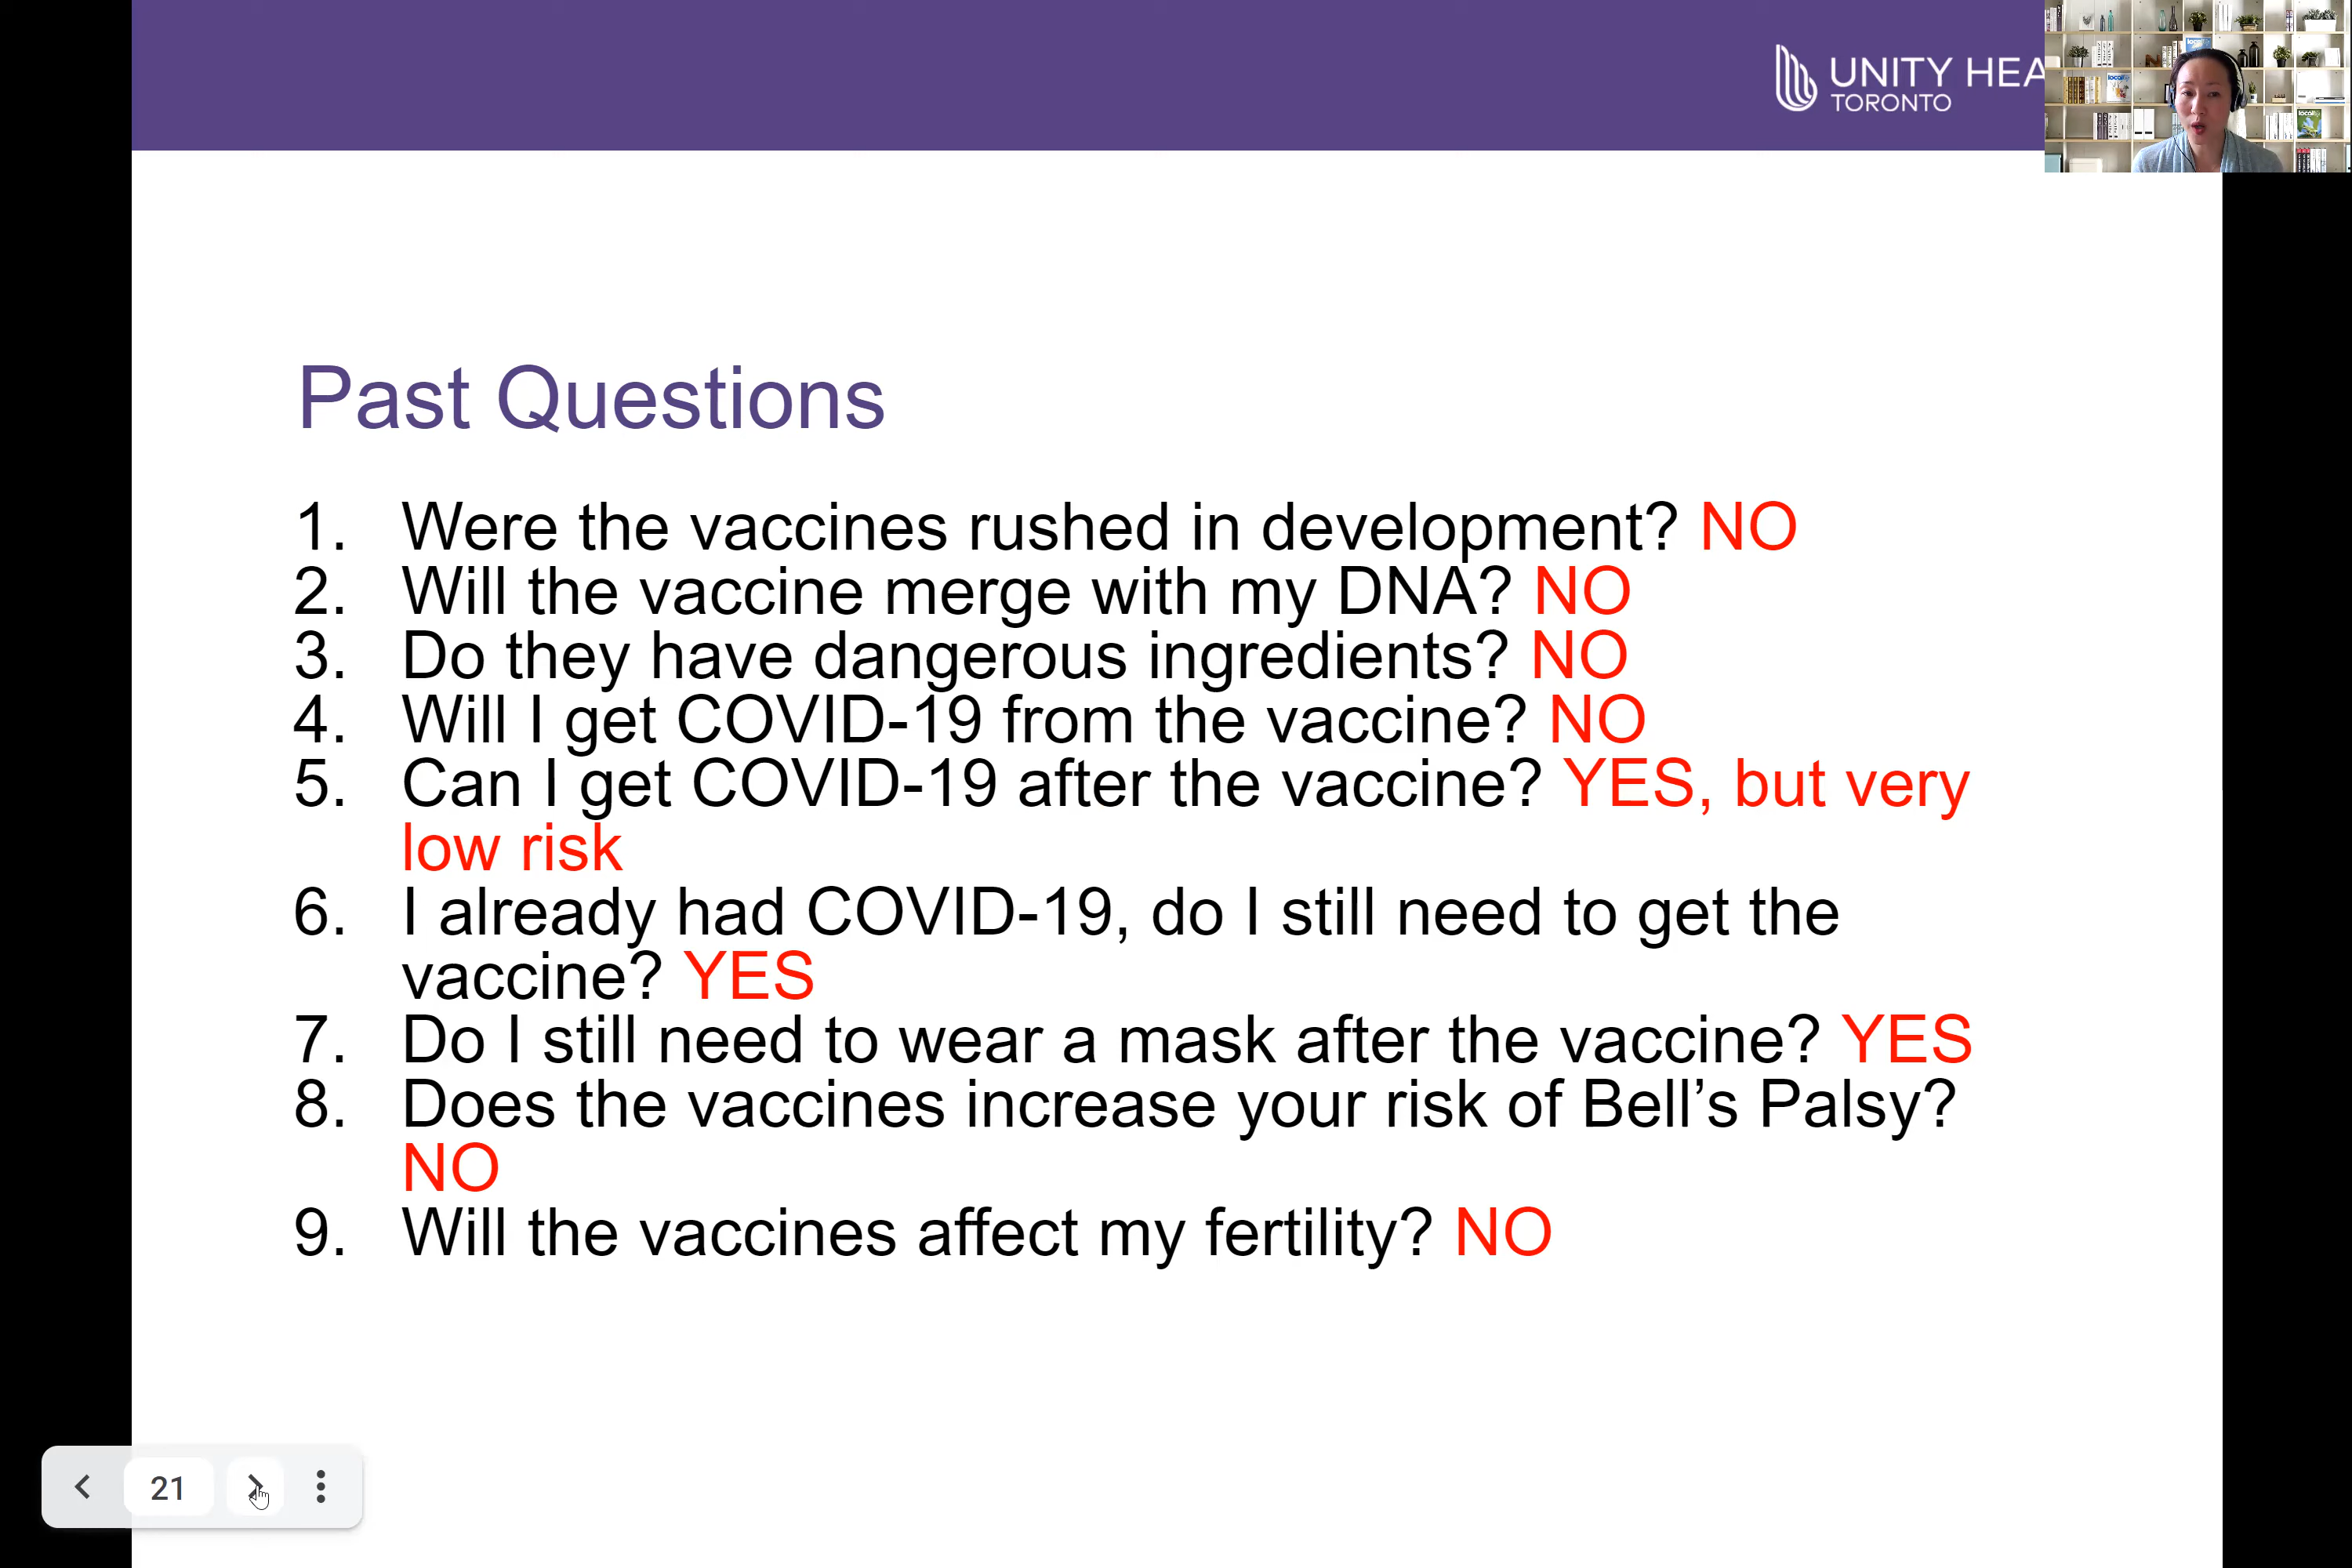 UNITY HEA
TORONTO
Past Questions
1. Were the vaccines rushed in development? NO
2. Will the vaccine merge with my DNA? NO
3. Do they have dangerous ingredients? NO
4. Will I get COVID-19 from the vaccine? NO
5. Can I get COVID-19 after the vaccine? YES, but very
low risk
6. I already had COVID-19, do I still need to get the
vaccine? YES
7. Do I still need to wear a mask after the vaccine? YES
8. Does the vaccines increase your risk of Bell’s Palsy?
NO
9. Will the vaccines affect my fertility? NO
21